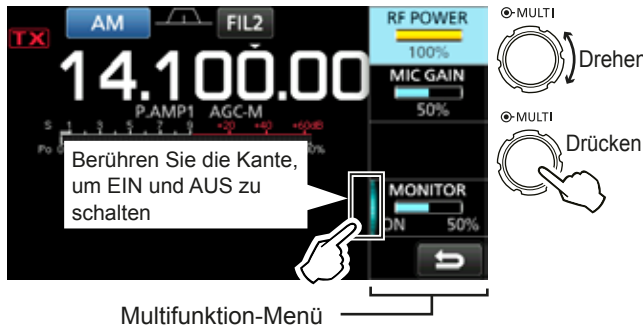 AM
FIL2
TX
14.100.00
P.AMP1 AGC-M
S 1 3 5 7 9 +20 +40 +60dB
Po 0
%
RF POWER
100%
MIC GAIN
50%
MONITOR
ON 50%
Berühren Sie die Kante,
um EIN und AUS zu
schalten
MULTI
Drehen
MULTI
Drücken
Multifunktion-Menü